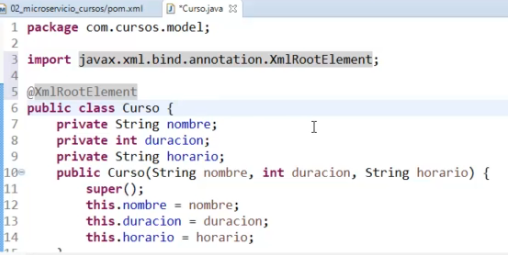 02_microservicio_cursos/pom.xml *Curso.java
1 package com.cursos.model;
2
3 import javax.xml.bind.annotation.XmlRootElement;
4
5 @XmlRootElement
6 public class Curso {
7 private String nombre;
8 private int duracion;
9 private String horario;
10 public Curso(String nombre, int duracion, String horario) {
11 super();
12 this.nombre = nombre;
13 this.duracion = duracion;
14 this.horario = horario;